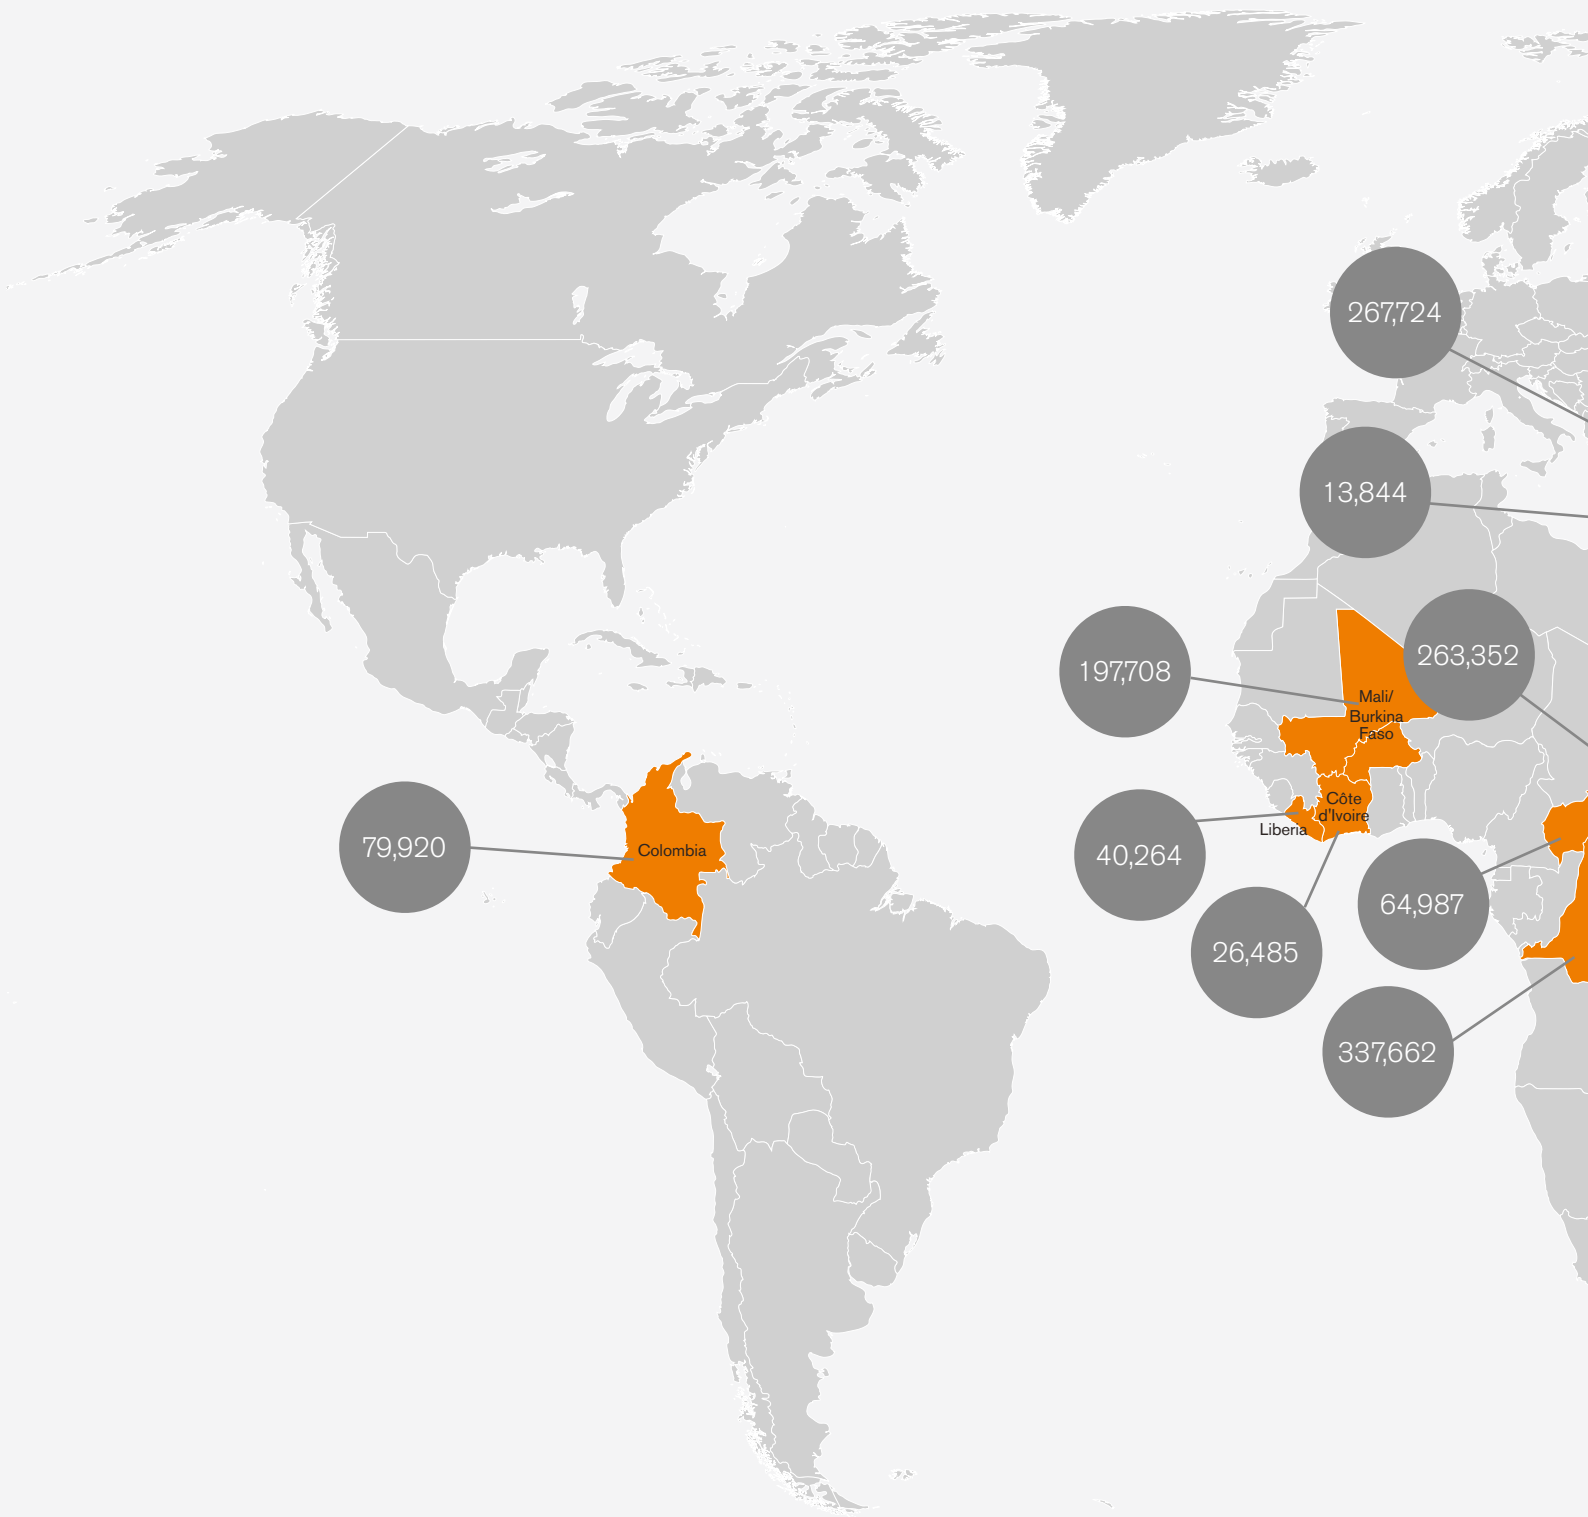 267,724
13,844
263,352
197,708
Mali/
Burkina
Faso
Côte
d'Ivoire
Liberia
79,920
Colombia
40,264
64,987
26,485
337,662